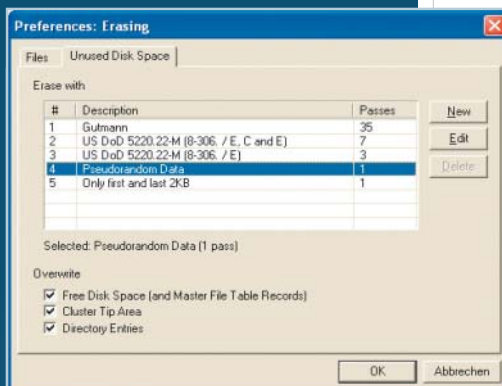 Preferences: Erasing
Files Unused Disk Space
Erase with
# Description Passes
1 Gutmann 35
2 US DoD 5220.22-M (8-306. / E, C and E) 7
3 US DoD 5220.22-M (8-306. / E) 3
4 Pseudorandom Data 1
5 Only first and last 2KB 1
New
Edit
Delete
Selected: Pseudorandom Data (1 pass)
Overwrite
Free Disk Space (and Master File Table Records)
Cluster Tip Area
Directory Entries
OK Abbrechen